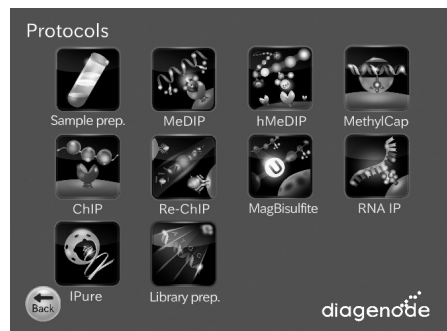 Protocols
Sample prep.
MeDIP
hMeDIP
MethylCap
ChIP
Re-ChIP
MagBisulfite
U
RNA IP
IPure
Library prep.
Back
diagenode